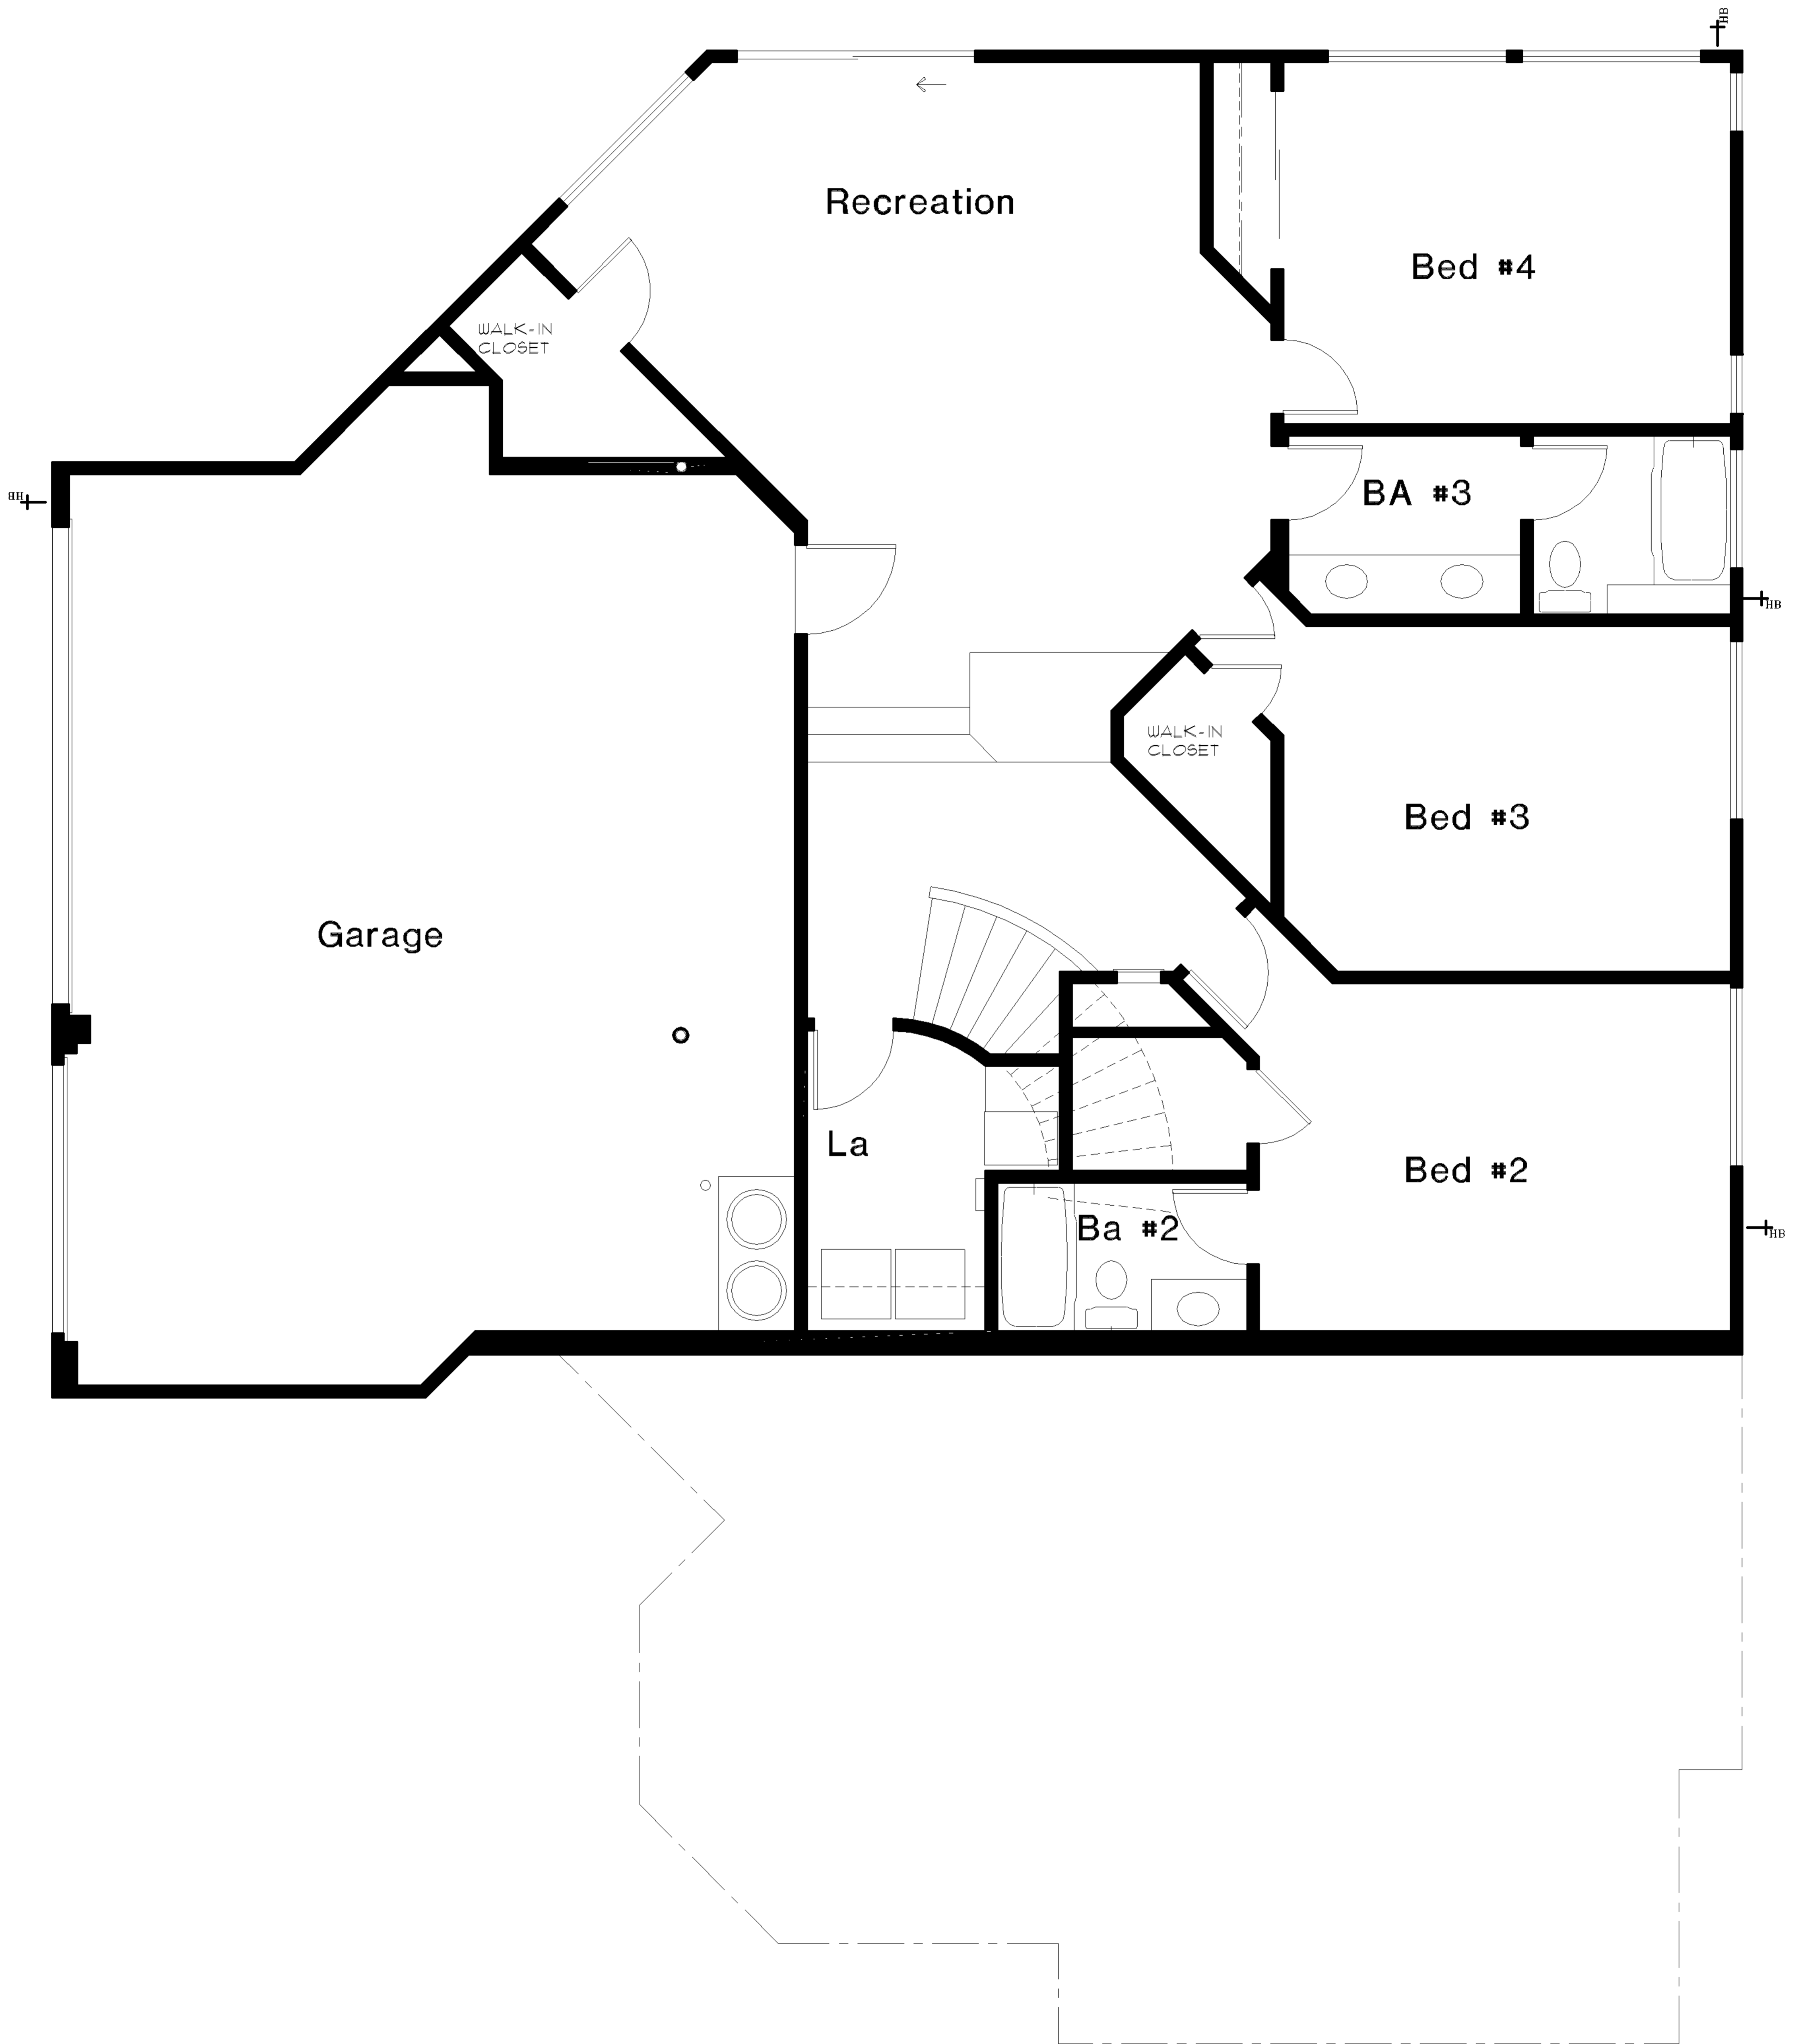 HB
Recreation
Bed #4
WALK-IN
CLOSET
HB
BA #3
HB
WALK-IN
CLOSET
Bed #3
Garage
La
Bed #2
Ba #2
HB